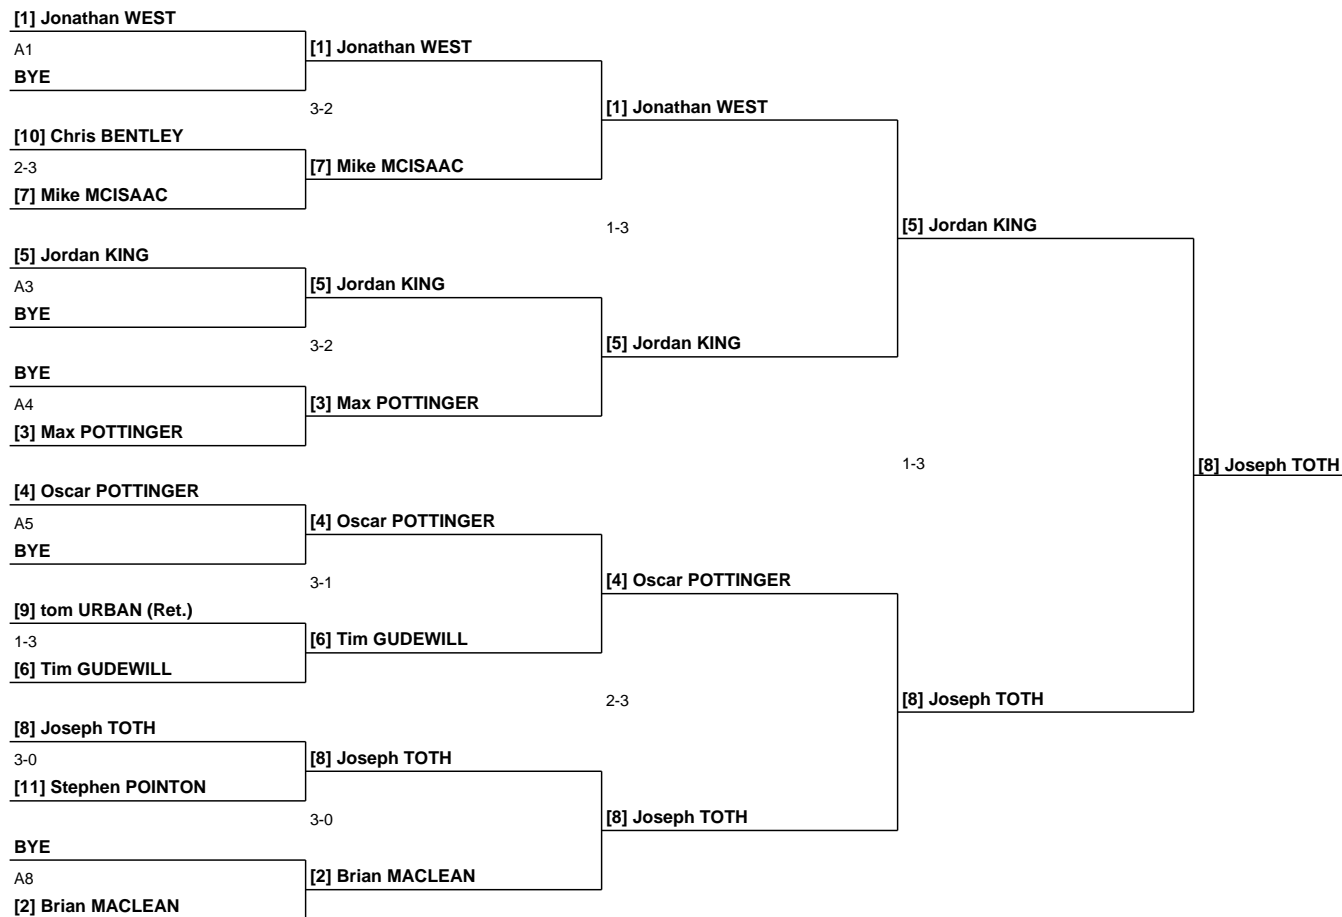 [1] Jonathan WEST
A1
BYE
[10] Chris BENTLEY
2-3
[7] Mike MCISAAC
[5] Jordan KING
A3
BYE
BYE
A4
[3] Max POTTINGER
[4] Oscar POTTINGER
A5
BYE
[9] tom URBAN (Ret.)
1-3
[6] Tim GUDEWILL
[8] Joseph TOTH
3-0
[11] Stephen POINTON
BYE
A8
[2] Brian MACLEAN
[1] Jonathan WEST
3-2
[7] Mike MCISAAC
[5] Jordan KING
3-2
[3] Max POTTINGER
[4] Oscar POTTINGER
3-1
[6] Tim GUDEWILL
[8] Joseph TOTH
3-0
[2] Brian MACLEAN
[1] Jonathan WEST
1-3
[5] Jordan KING
[4] Oscar POTTINGER
2-3
[8] Joseph TOTH
[5] Jordan KING
1-3
[8] Joseph TOTH
[8] Joseph TOTH